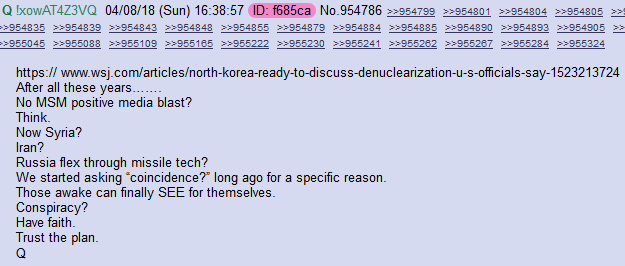 Q !xowAT4Z3VQ 04/08/18 (Sun) 16:38:57 ID: f685ca No.954786 >>954799 >>954801 >>954804 >>954805 >>
>>954835 >>954839 >>954843 >>954848 >>954855 >>954879 >>954884 >>954885 >>954890 >>954893 >>954905 >>
>>955045 >>955088 >>955109 >>955165 >>955222 >>955230 >>955241 >>955262 >>955267 >>955284 >>955324
https:// www.wsj.com/articles/north-korea-ready-to-discuss-denuclearization-u-s-officials-say-1523213724
After all these years…….
No MSM positive media blast?
Think.
Now Syria?
Iran?
Russia flex through missile tech?
We started asking “coincidence?” long ago for a specific reason.
Those awake can finally SEE for themselves.
Conspiracy?
Have faith.
Trust the plan.
Q